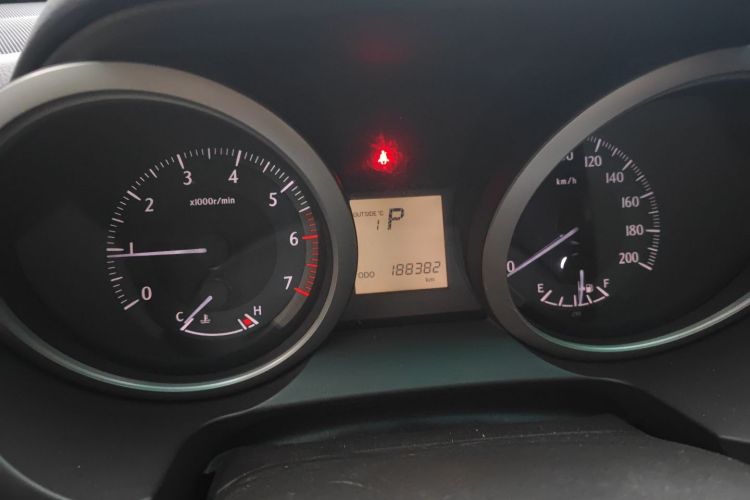 0 1 2 3 4 5 6 7
x1000r/min
C H
OUTSIDE °C
1 P
ODO 188382
km
0 120 140 160 180 200
km/h
E F